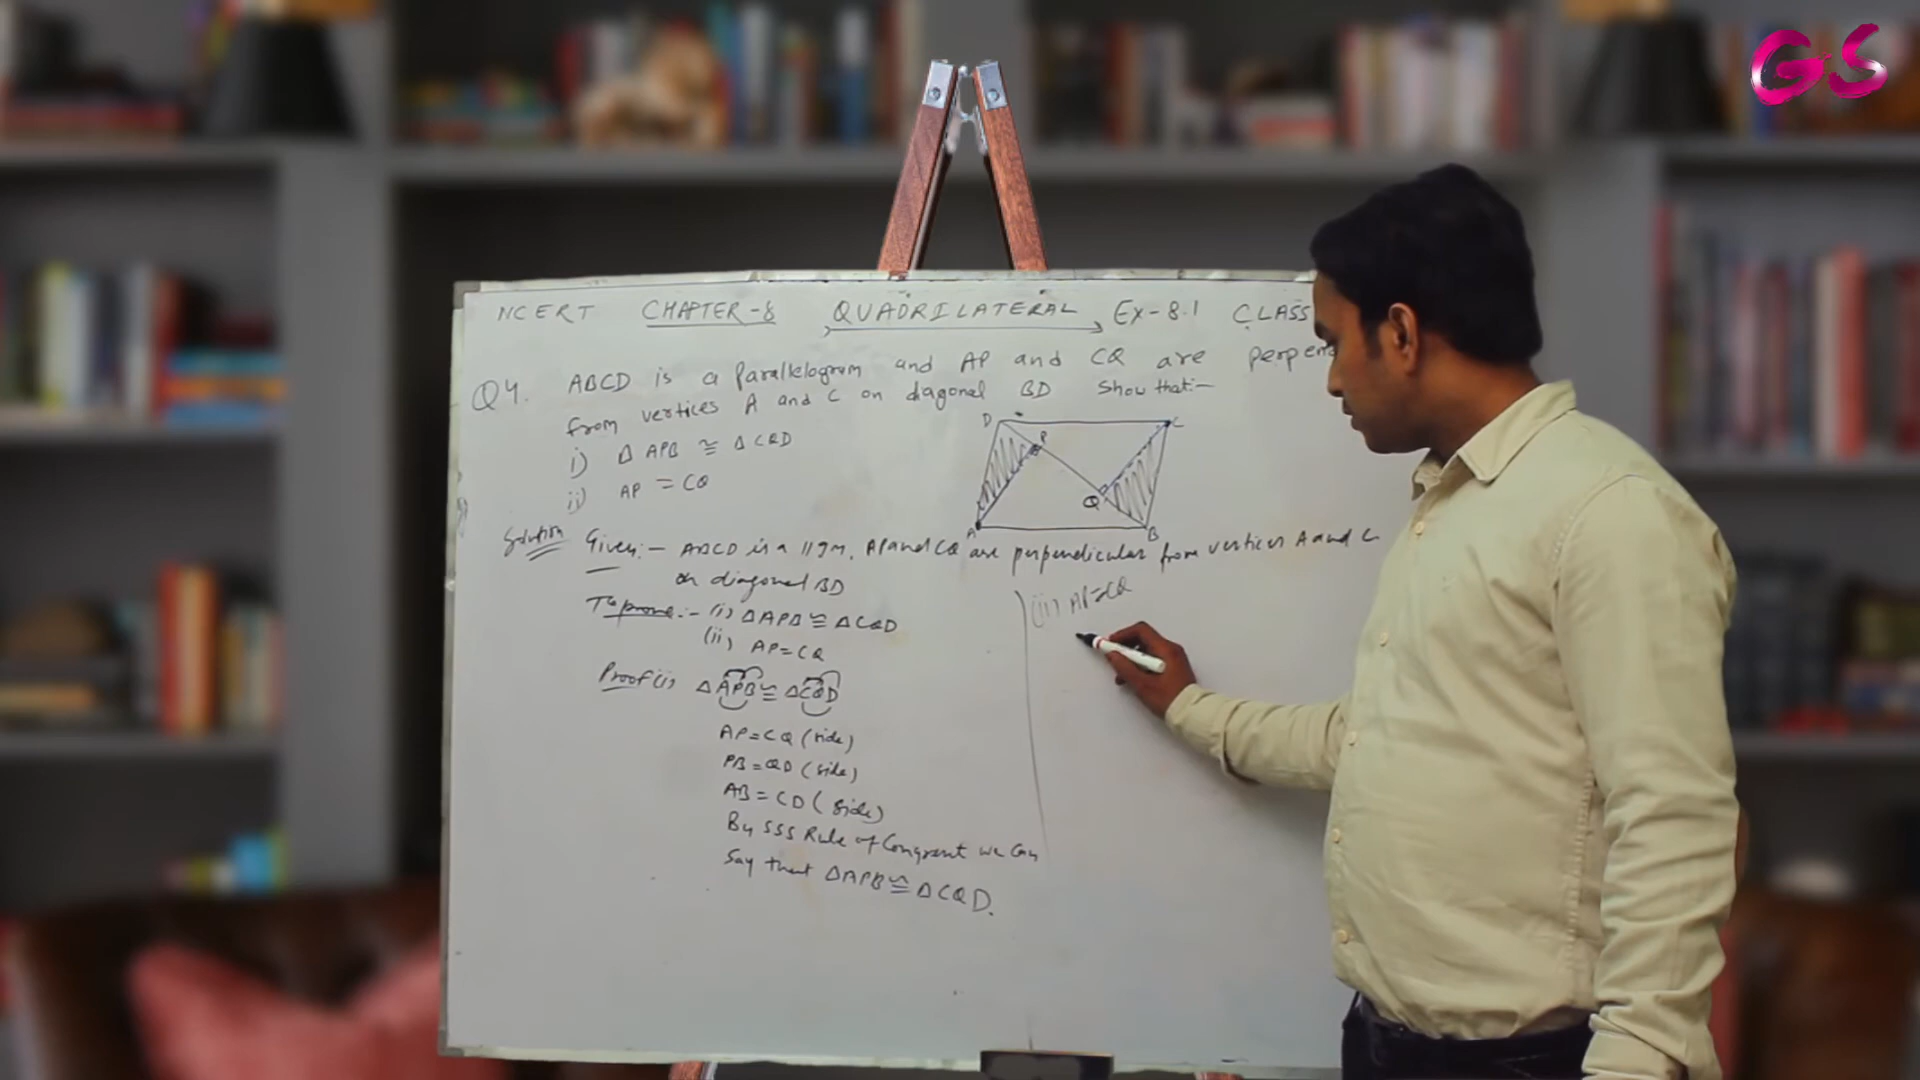 GS
NCERT CHAPTER-8 QUADRILATERAL, Ex-8.1 CLASS
Q4. ABCD is a parallelogram and AP and CQ are perpend
from vertices A and C on diagonal BD Show that:-
i) Δ APB ≅ Δ CQD
ii) AP = CQ
D P C
Q
A B
Solution Given:- ABCD is a ||gm. AP and CQ are perpendicular from vertices A and C
on diagonal BD
To prove:- (i) ΔAPB ≅ ΔCQD
(ii) AP=CQ
Proof (i) ΔAPB ≅ ΔCQD
AP=CQ (side)
PB=QD (side)
AB=CD (side)
By SSS Rule of Congruent we can
Say that ΔAPB ≅ ΔCQD.
(ii) AP=CQ